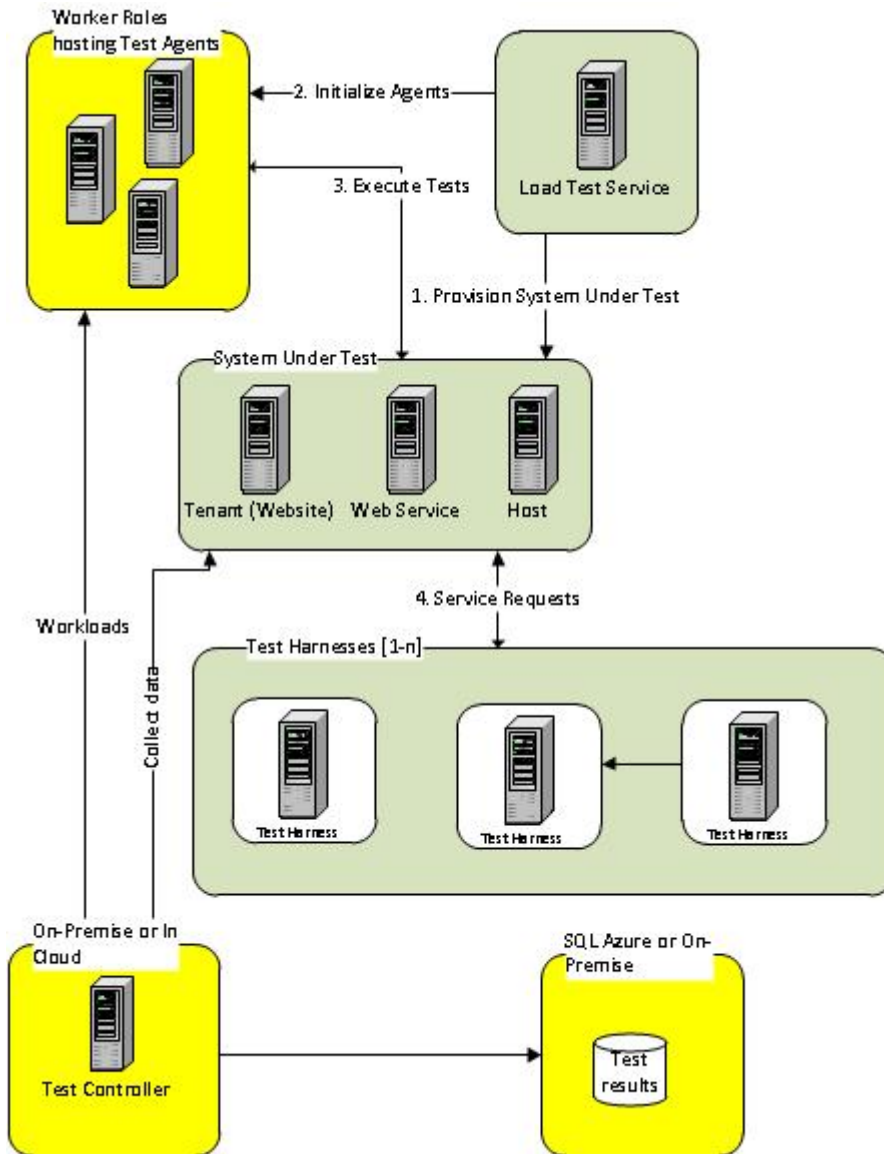 Worker Roles
hosting Test Agents
2. Initialize Agents
Load Test Service
3. Execute Tests
1. Provision System Under Test
System Under Test
Tenant (Website)
Web Service
Host
4. Service Requests
Workloads
Collect data
Test Harnesses [1-n]
Test Harness
Test Harness
Test Harness
On-Premise or In
Cloud
Test Controller
SQL Azure or On-
Premise
Test
results